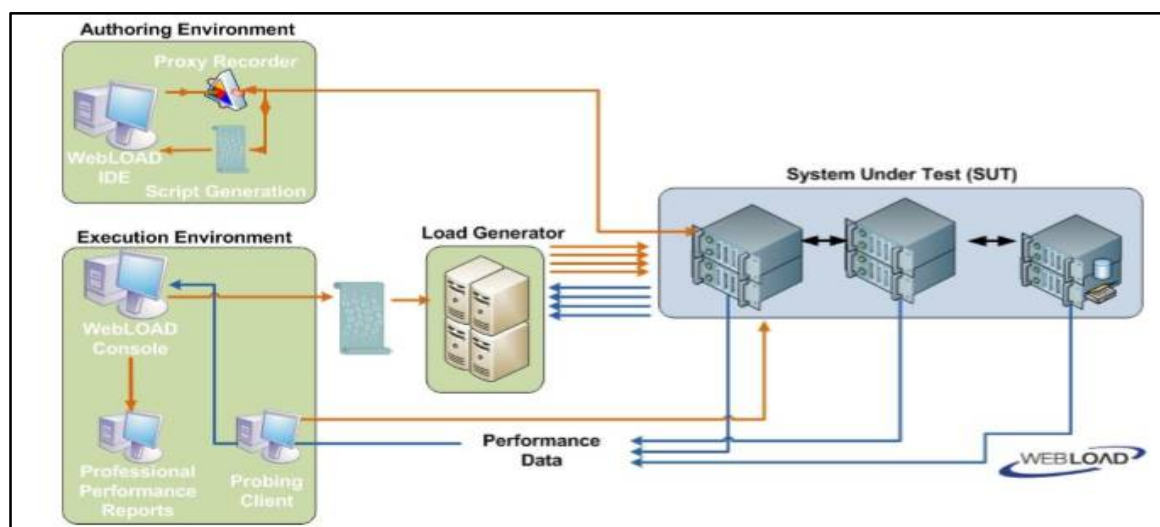 Authoring Environment
Proxy Recorder
WebLOAD
IDE
Script Generation
System Under Test (SUT)
Execution Environment
Load Generator
WebLOAD
Console
Professional
Performance
Reports
Probing
Client
Performance
Data
WEBLOAD